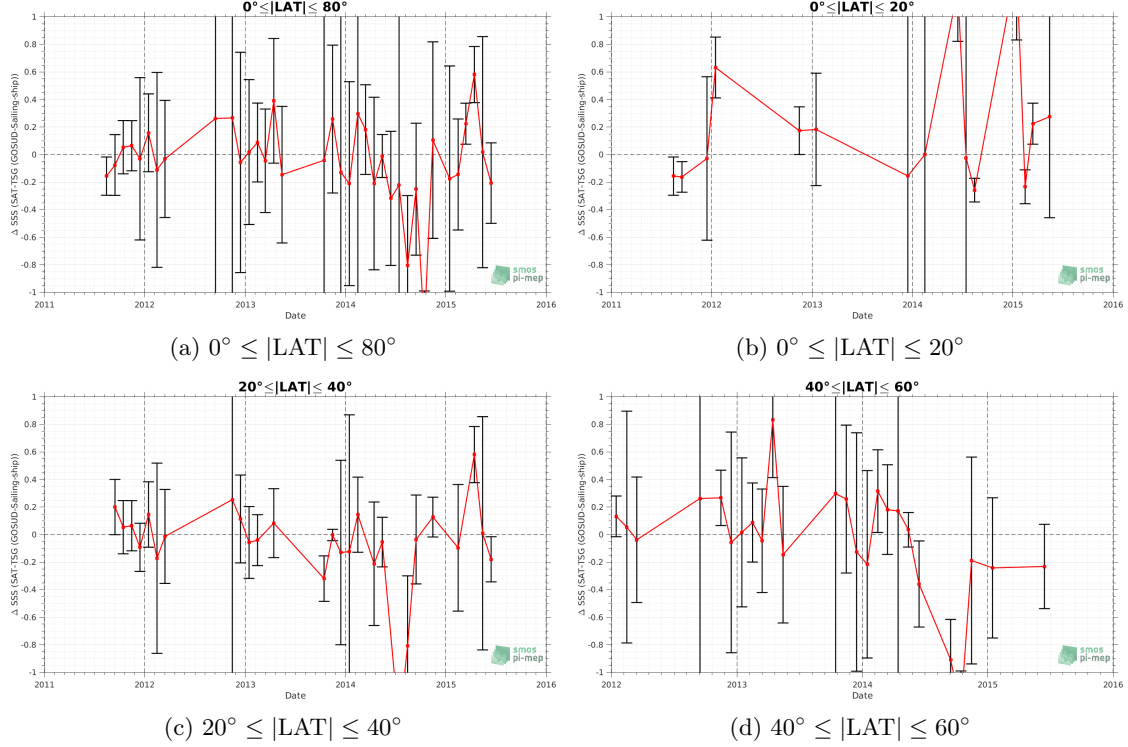 0°≤|LAT|≤ 80°
Δ SSS (SAT-TSG (GOSUD-Sailing-ship))
1
0.8
0.6
0.4
0.2
0
-0.2
-0.4
-0.6
-0.8
-1
2011 2012 2013 2014 2015 2016
Date
smos
pi-mep
(a) 0° ≤ |LAT| ≤ 80°
0°≤|LAT|≤ 20°
Δ SSS (SAT-TSG (GOSUD-Sailing-ship))
1
0.8
0.6
0.4
0.2
0
-0.2
-0.4
-0.6
-0.8
-1
2011 2012 2013 2014 2015 2016
Date
smos
pi-mep
(b) 0° ≤ |LAT| ≤ 20°
20°≤|LAT|≤ 40°
Δ SSS (SAT-TSG (GOSUD-Sailing-ship))
1
0.8
0.6
0.4
0.2
0
-0.2
-0.4
-0.6
-0.8
-1
2011 2012 2013 2014 2015 2016
Date
smos
pi-mep
(c) 20° ≤ |LAT| ≤ 40°
40°≤|LAT|≤ 60°
Δ SSS (SAT-TSG (GOSUD-Sailing-ship))
1
0.8
0.6
0.4
0.2
0
-0.2
-0.4
-0.6
-0.8
-1
2012 2013 2014 2015 2016
Date
smos
pi-mep
(d) 40° ≤ |LAT| ≤ 60°